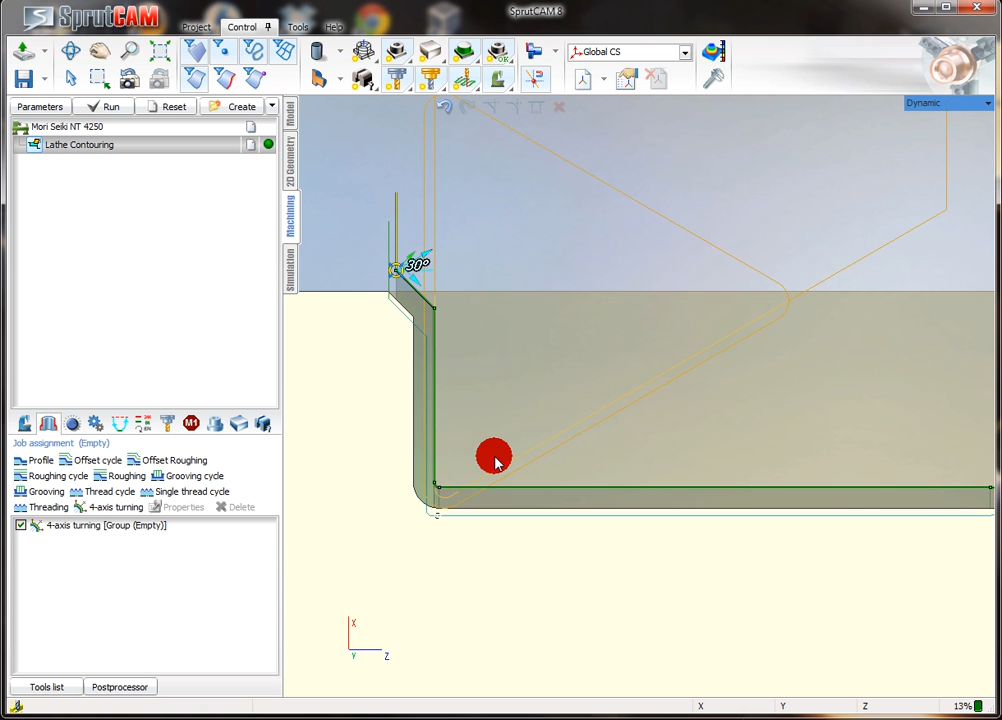 SprutCAM 8
SprutCAM
Project
Control
Tools
Help
Global CS
Parameters
Run
Reset
Create
Dynamic
Mori Seiki NT 4250
Lathe Contouring
Model
2D Geometry
Machining
Simulation
30°
M1
Job assignment (Empty)
Profile Offset cycle Offset Roughing
Roughing cycle Roughing Grooving cycle
Grooving Thread cycle Single thread cycle
Threading 4-axis turning Properties Delete
4-axis turning [Group (Empty)]
X
Y Z
Tools list
Postprocessor
X Y Z 13%